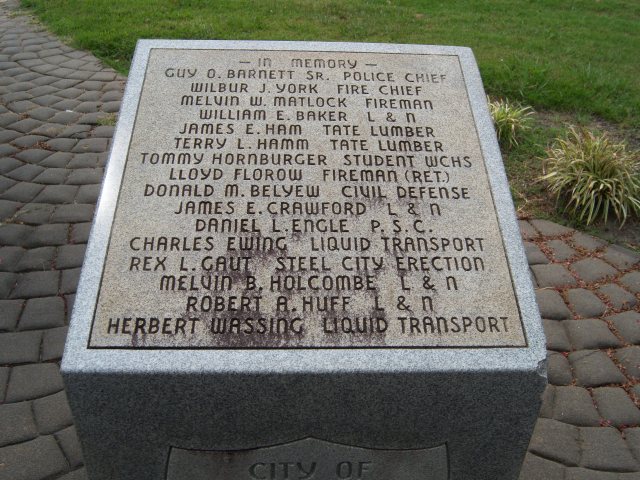 — IN MEMORY —
GUY O. BARNETT SR. POLICE CHIEF
WILBUR J. YORK FIRE CHIEF
MELVIN W. MATLOCK FIREMAN
WILLIAM E. BAKER L & N
JAMES E. HAM TATE LUMBER
TERRY L. HAMM TATE LUMBER
TOMMY HORNBURGER STUDENT WCHS
LLOYD FLOROW FIREMAN (RET.)
DONALD M. BELYEW CIVIL DEFENSE
JAMES E. CRAWFORD L & N
DANIEL L. ENGLE P. S. C.
CHARLES EWING LIQUID TRANSPORT
REX L. GAUT STEEL CITY ERECTION
MELVIN B. HOLCOMBE L & N
ROBERT A. HUFF L & N
HERBERT WASSING LIQUID TRANSPORT
CITY OF